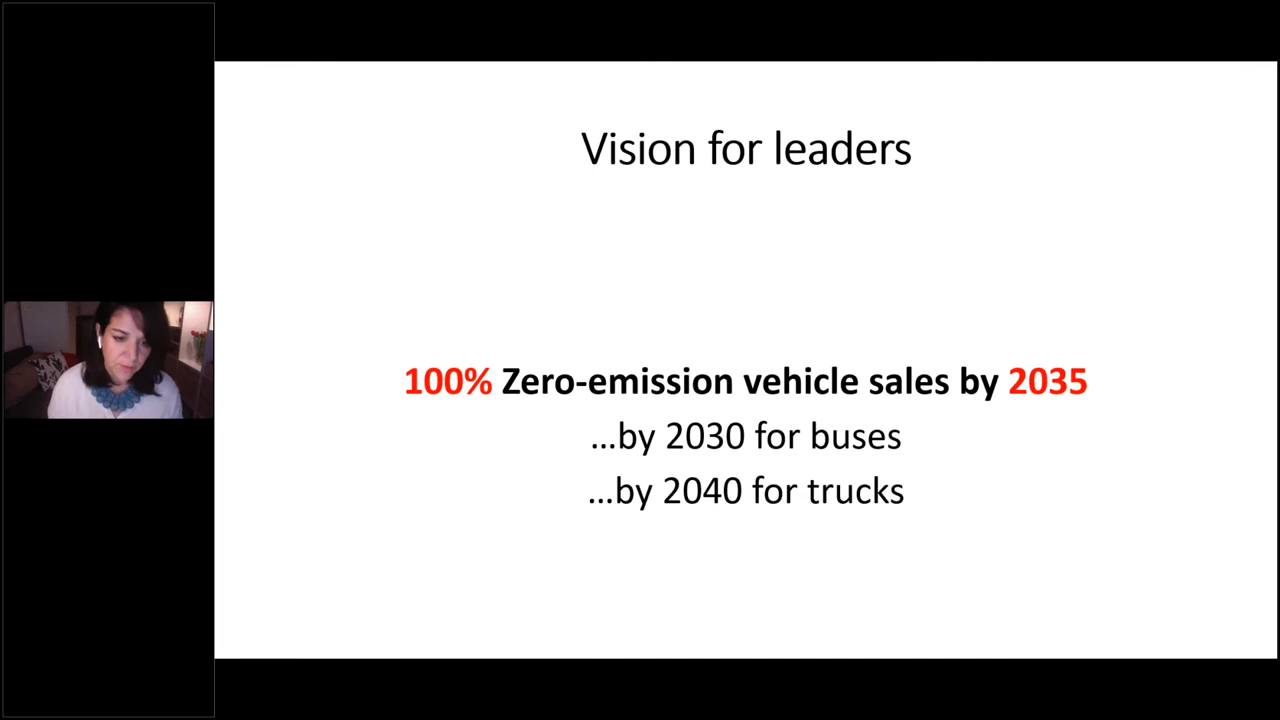 Vision for leaders
100% Zero-emission vehicle sales by 2035
…by 2030 for buses
…by 2040 for trucks